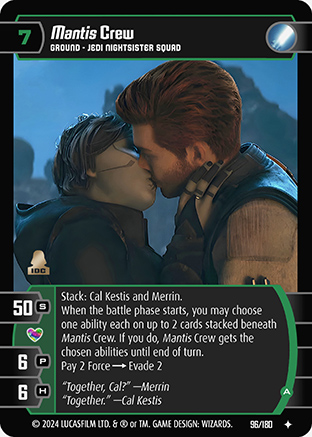 7
Mantis Crew
GROUND - JEDI NIGHTSISTER SQUAD
IDC
50 S
6 P
6 H
Stack: Cal Kestis and Merrin.
When the battle phase starts, you may choose
one ability each on up to 2 cards stacked beneath
Mantis Crew. If you do, Mantis Crew gets the
chosen abilities until end of turn.
Pay 2 Force → Evade 2
"Together, Cal?" —Merrin
"Together." —Cal Kestis
A
© 2024 LUCASFILM LTD. & ® or TM. GAME DESIGN: WIZARDS.
96/180